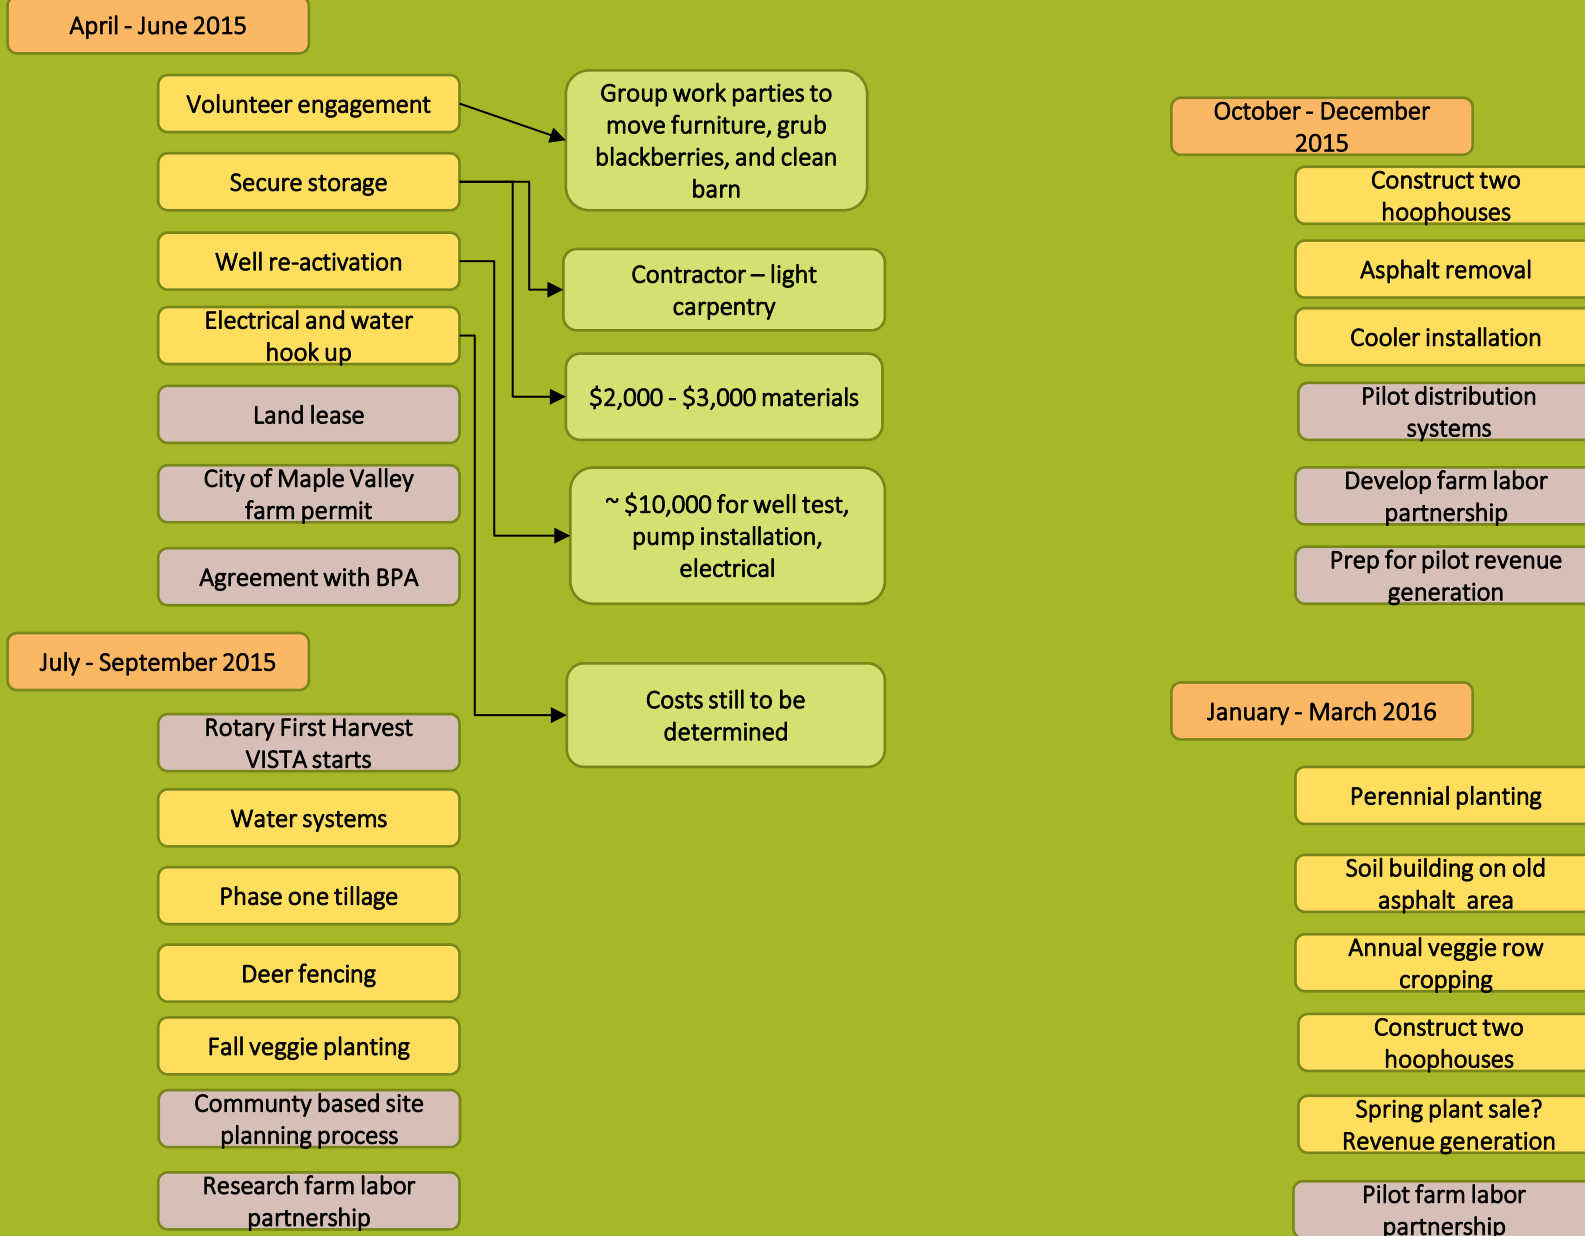 April - June 2015
Volunteer engagement
Secure storage
Well re-activation
Electrical and water
hook up
Land lease
City of Maple Valley
farm permit
Agreement with BPA
Group work parties to
move furniture, grub
blackberries, and clean
barn
Contractor – light
carpentry
$2,000 - $3,000 materials
~ $10,000 for well test,
pump installation,
electrical
Costs still to be
determined
July - September 2015
Rotary First Harvest
VISTA starts
Water systems
Phase one tillage
Deer fencing
Fall veggie planting
Communty based site
planning process
Research farm labor
partnership
October - December
2015
Construct two
hoophouses
Asphalt removal
Cooler installation
Pilot distribution
systems
Develop farm labor
partnership
Prep for pilot revenue
generation
January - March 2016
Perennial planting
Soil building on old
asphalt area
Annual veggie row
cropping
Construct two
hoophouses
Spring plant sale?
Revenue generation
Pilot farm labor
partnership